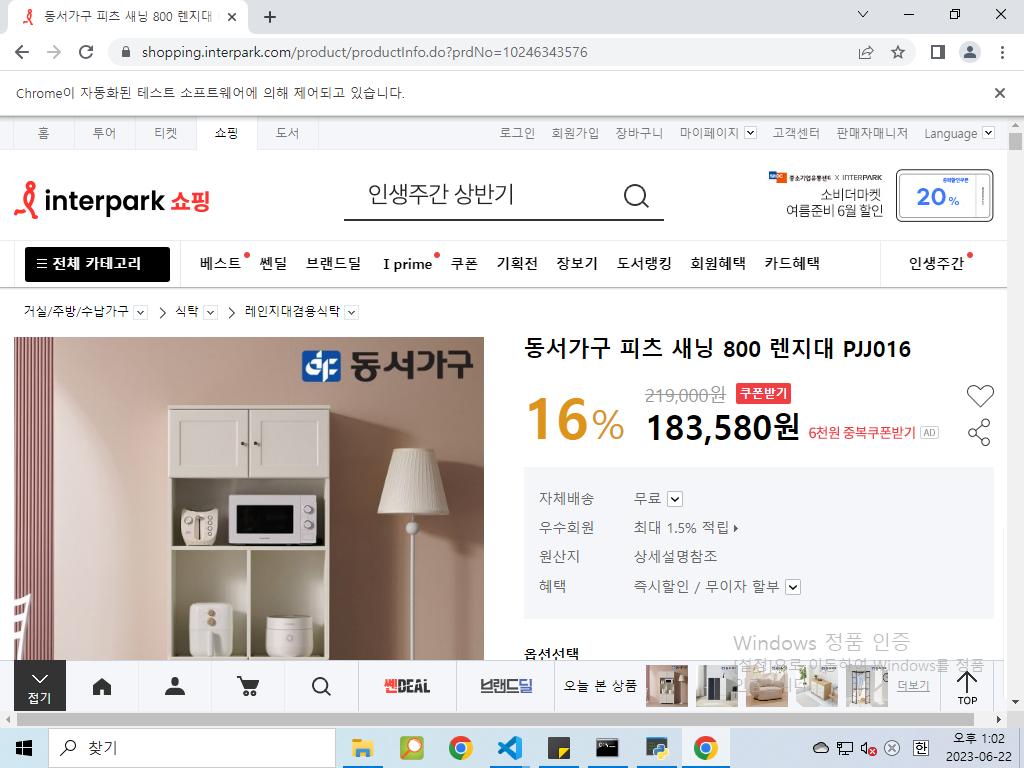 동서가구 피츠 새닝 800 렌지대
shopping.interpark.com/product/productInfo.do?prdNo=10246343576
Chrome이 자동화된 테스트 소프트웨어에 의해 제어되고 있습니다.
홈 투어 티켓 쇼핑 도서 로그인 회원가입 장바구니 마이페이지 고객센터 판매자매니저 Language
interpark 쇼핑
인생주간 상반기
중소기업유통센터 X INTERPARK
소비더마켓
여름준비 6월 할인
20%
전체 카테고리 베스트 쎈딜 브랜드딜 I prime 쿠폰 기획전 장보기 도서랭킹 회원혜택 카드혜택 인생주간
거실/주방/수납가구 식탁 레인지대겸용식탁
동서가구
동서가구 피츠 새닝 800 렌지대 PJJ016
16%
219,000원 쿠폰받기
183,580원 6천원 중복쿠폰받기 AD
자체배송 무료
우수회원 최대 1.5% 적립
원산지 상세설명참조
혜택 즉시할인 / 무이자 할부
옵션선택
Windows 정품 인증
[설정]으로 이동하여 Windows를 정품
접기
쎈DEAL
브랜드딜
오늘 본 상품
더보기
TOP
찾기
한
오후 1:02
2023-06-22